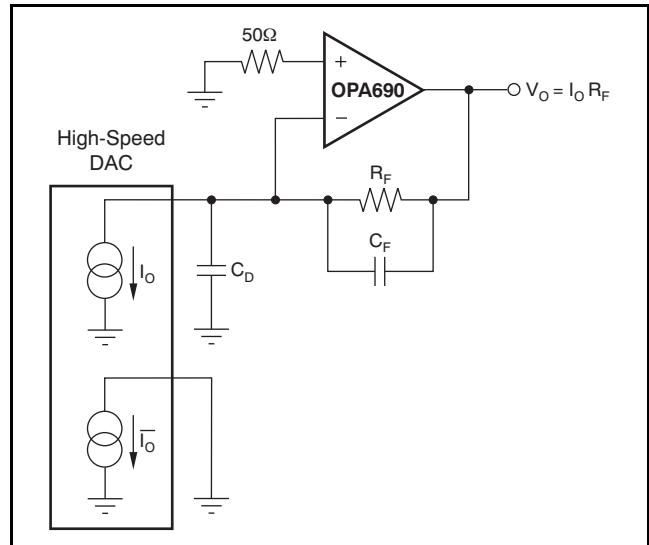 50Ω
+
OPA690
−
V_O = I_O R_F
High-Speed
DAC
R_F
C_F
I_O
C_D
I̅_O̅